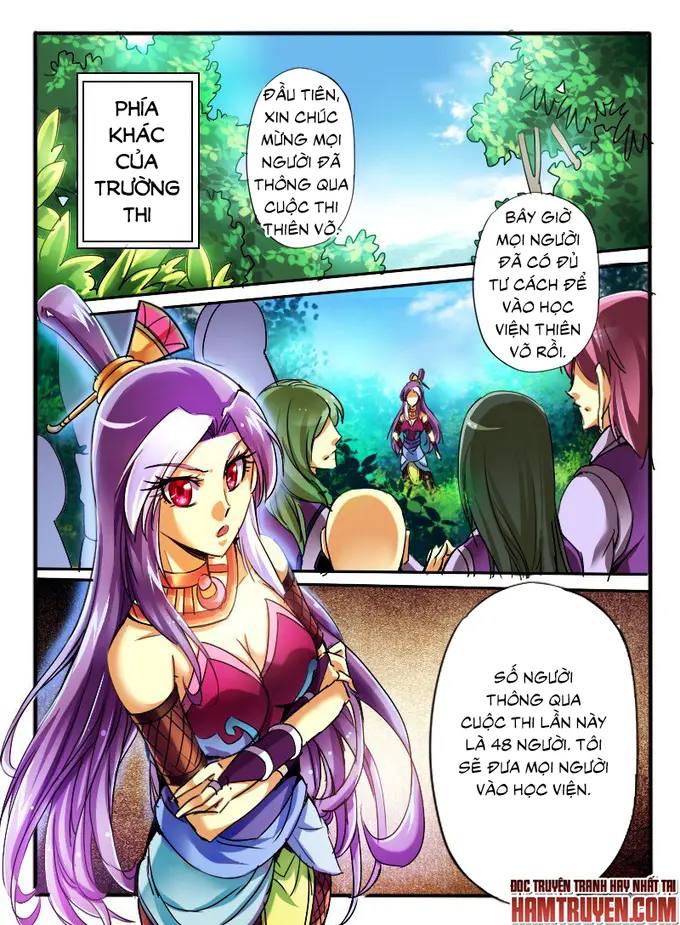 PHÍA
KHÁC
CỦA
TRƯỜNG
THI
ĐẦU TIÊN,
XIN CHÚC
MỪNG MỌI
NGƯỜI ĐÃ
THÔNG QUA
CUỘC THI
THIÊN VÕ.
BÂY GIỜ
MỌI NGƯỜI
ĐÃ CÓ ĐỦ
TƯ CÁCH ĐỂ
VÀO HỌC
VIỆN THIÊN
VÕ RỒI.
SỐ NGƯỜI
THÔNG QUA
CUỘC THI LẦN NÀY
LÀ 48 NGƯỜI. TÔI
SẼ ĐƯA MỌI NGƯỜI
VÀO HỌC VIỆN.
ĐỌC TRUYỆN TRANH HAY NHẤT TẠI
HAMTRUYEN.COM